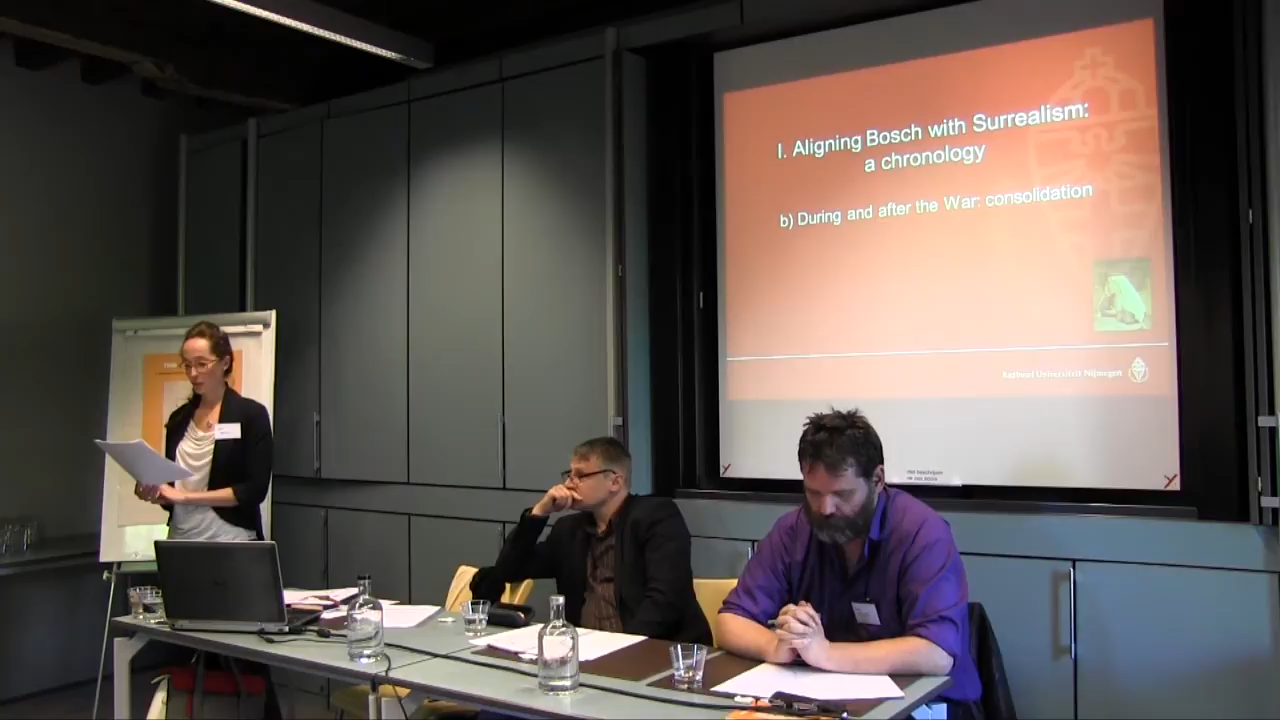 I. Aligning Bosch with Surrealism:
a chronology
b) During and after the War: consolidation
Radboud Universiteit Nijmegen